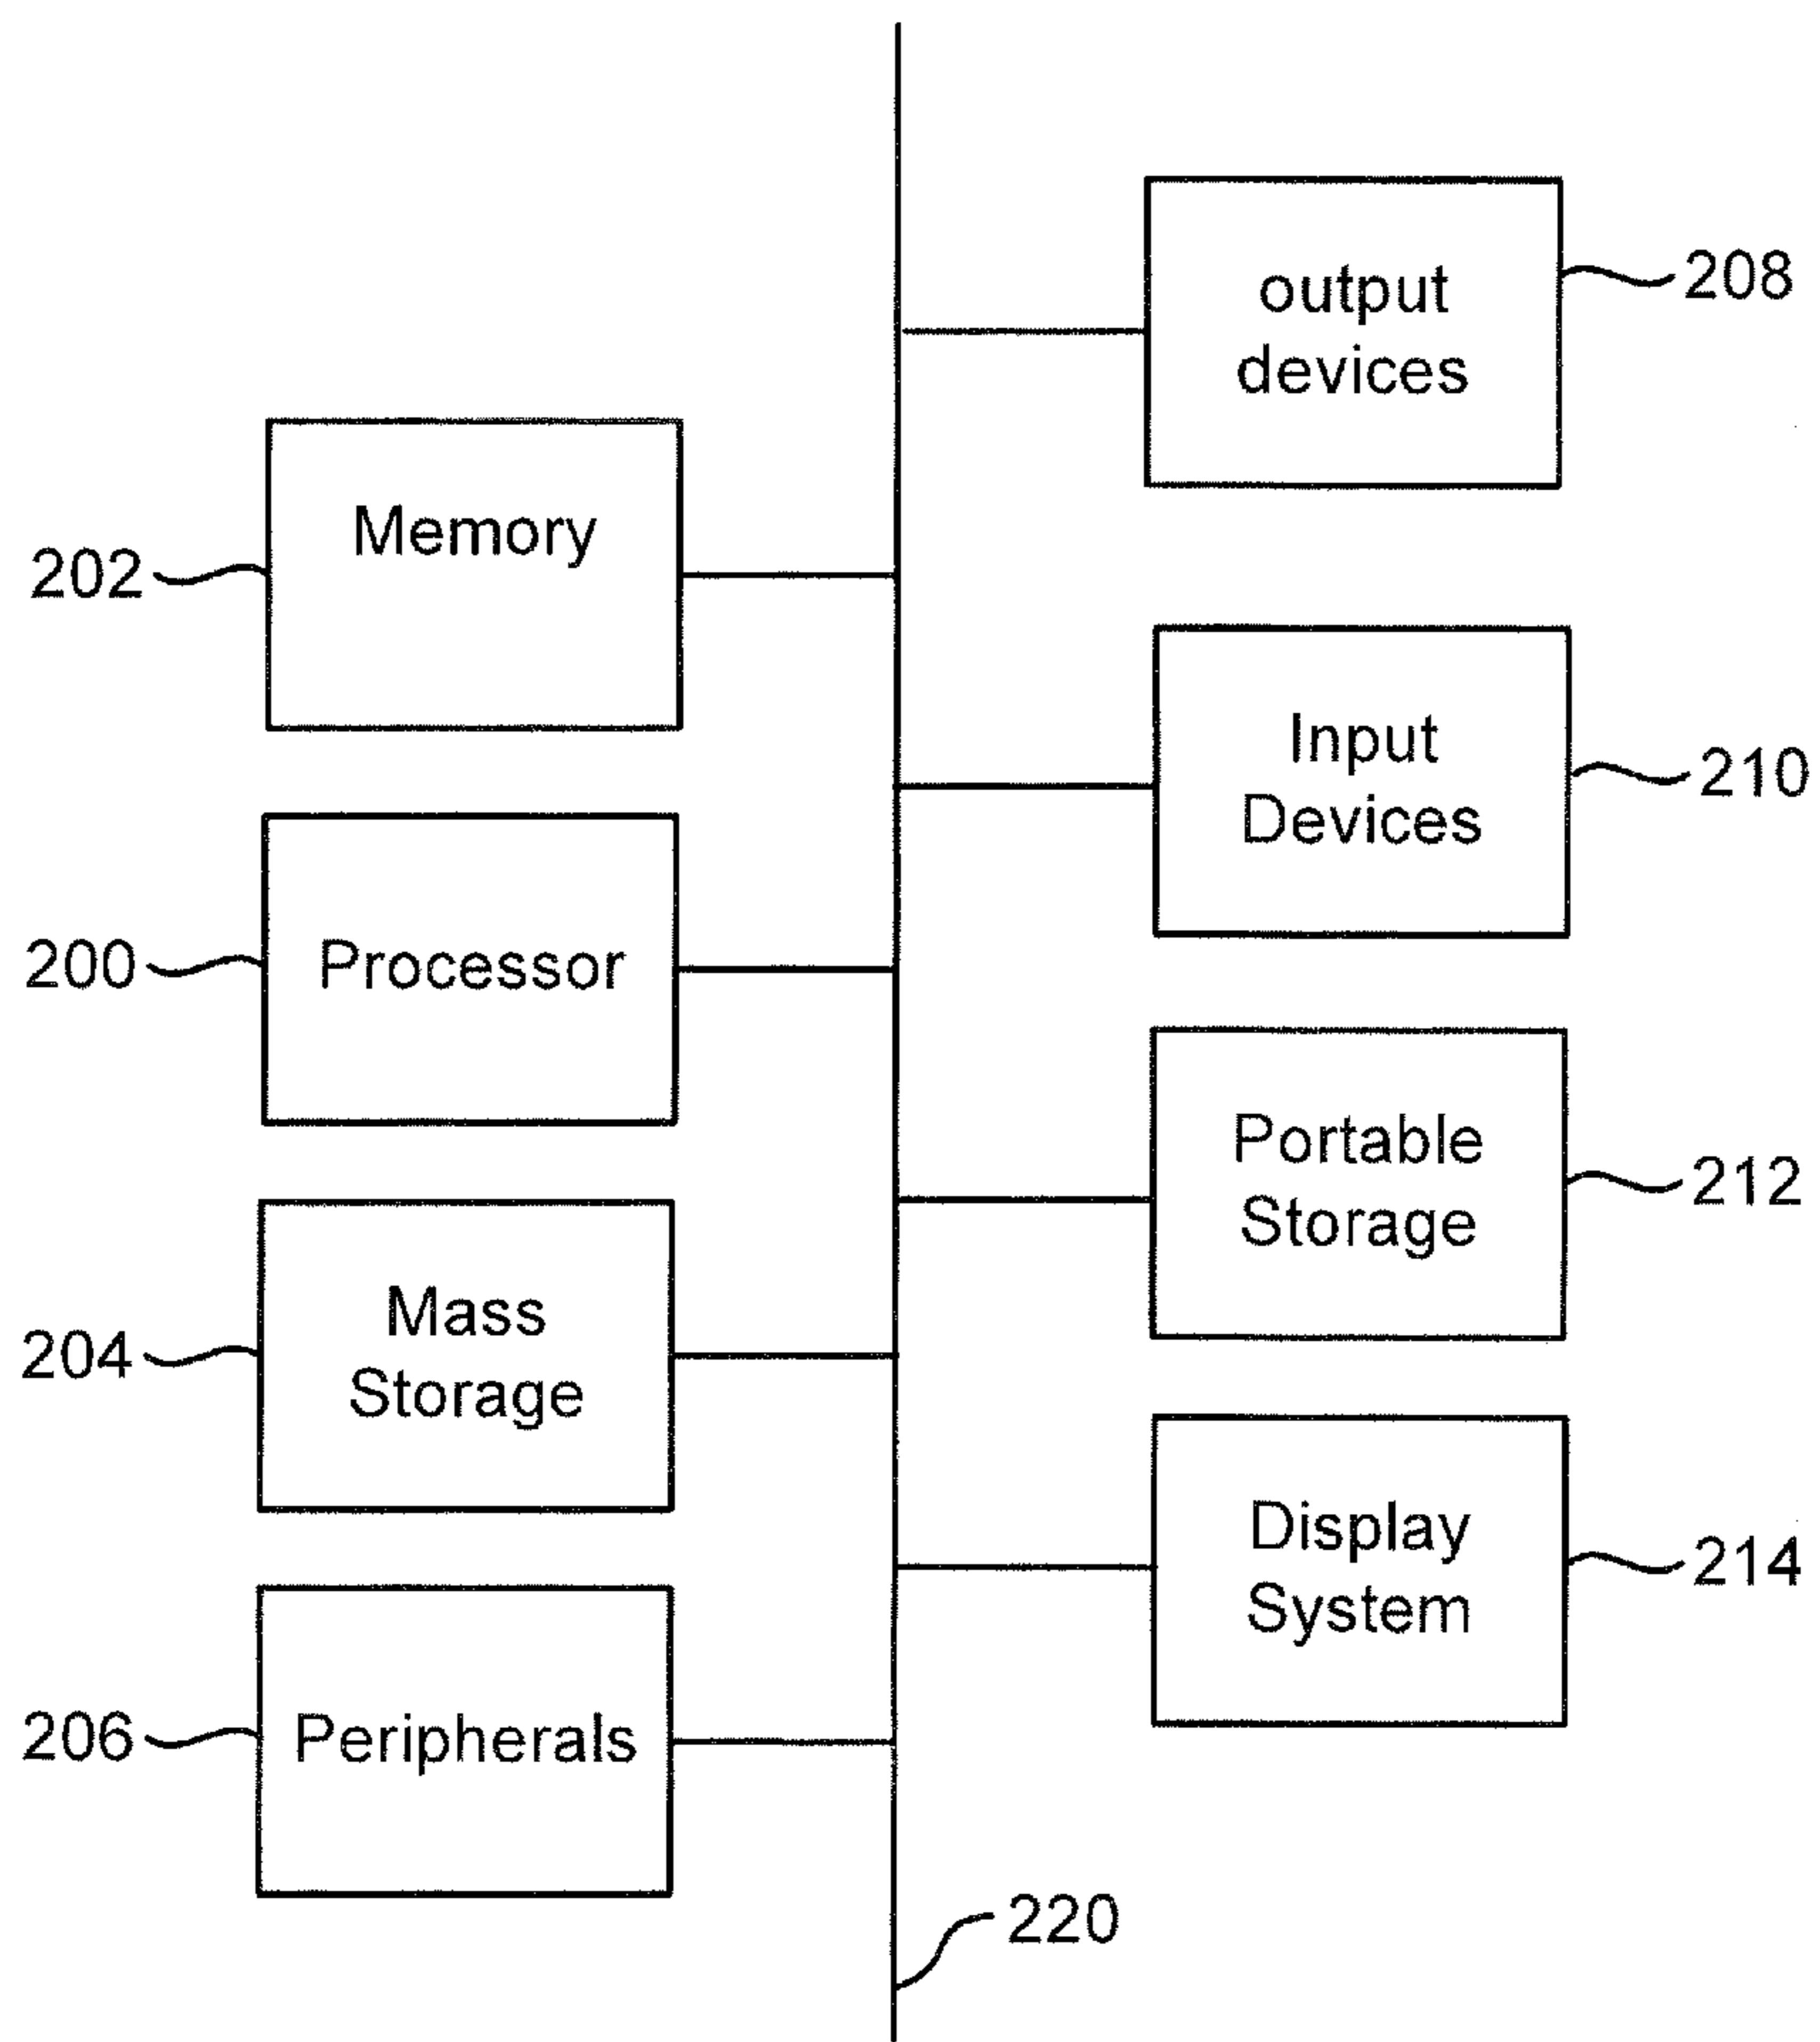 output
devices
208
Memory
202
Input
Devices
210
Processor
200
Portable
Storage
212
Mass
Storage
204
Display
System
214
Peripherals
206
220